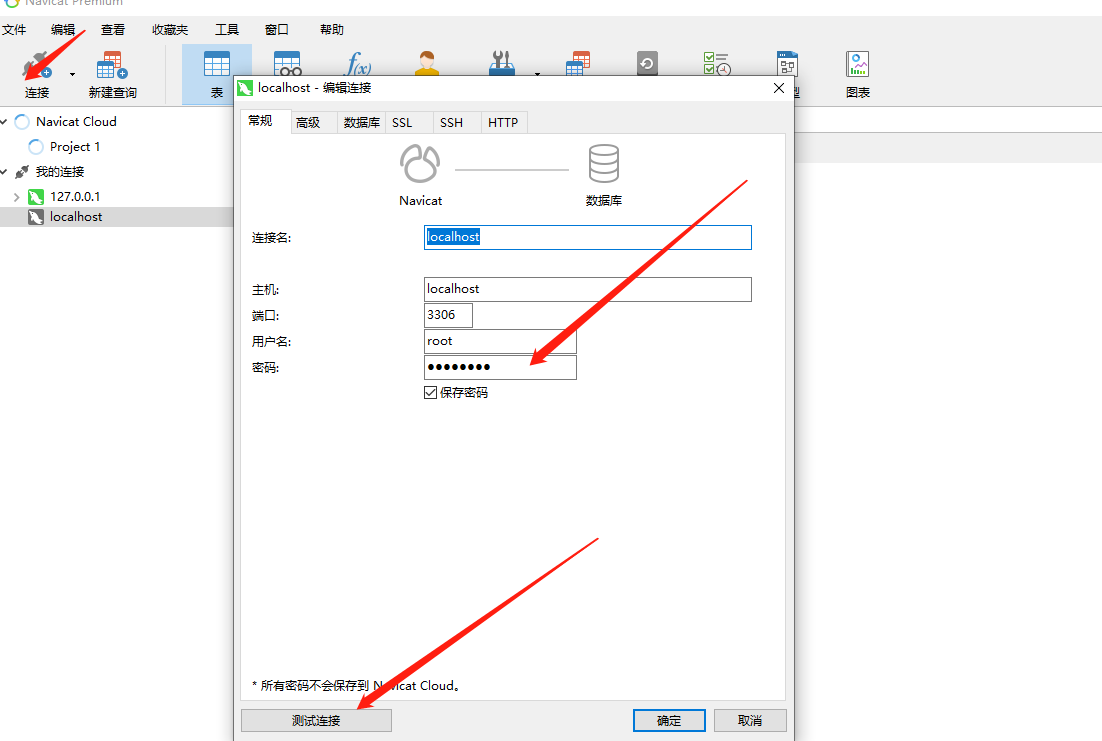 Navicat Premium
文件 编辑 查看 收藏夹 工具 窗口 帮助
f(x)
连接 新建查询 表 型 图表
localhost - 编辑连接
常规 高级 数据库 SSL SSH HTTP
Navicat Cloud
Project 1
我的连接
127.0.0.1
localhost
Navicat 数据库
连接名: localhost
主机: localhost
端口: 3306
用户名: root
密码: ●●●●●●●●
保存密码
* 所有密码不会保存到 Navicat Cloud。
测试连接 确定 取消